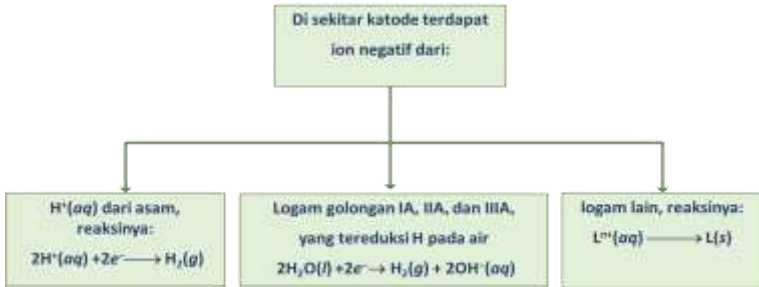 Di sekitar katode terdapat
ion negatif dari:
H⁺(aq) dari asam,
reaksinya:
2H⁺(aq) +2e⁻ ⟶ H₂(g)
Logam golongan IA, IIA, dan IIIA,
yang tereduksi H pada air
2H₂O(l) +2e⁻ → H₂(g) + 2OH⁻(aq)
logam lain, reaksinya:
Lⁿ⁺(aq) ⟶ L(s)